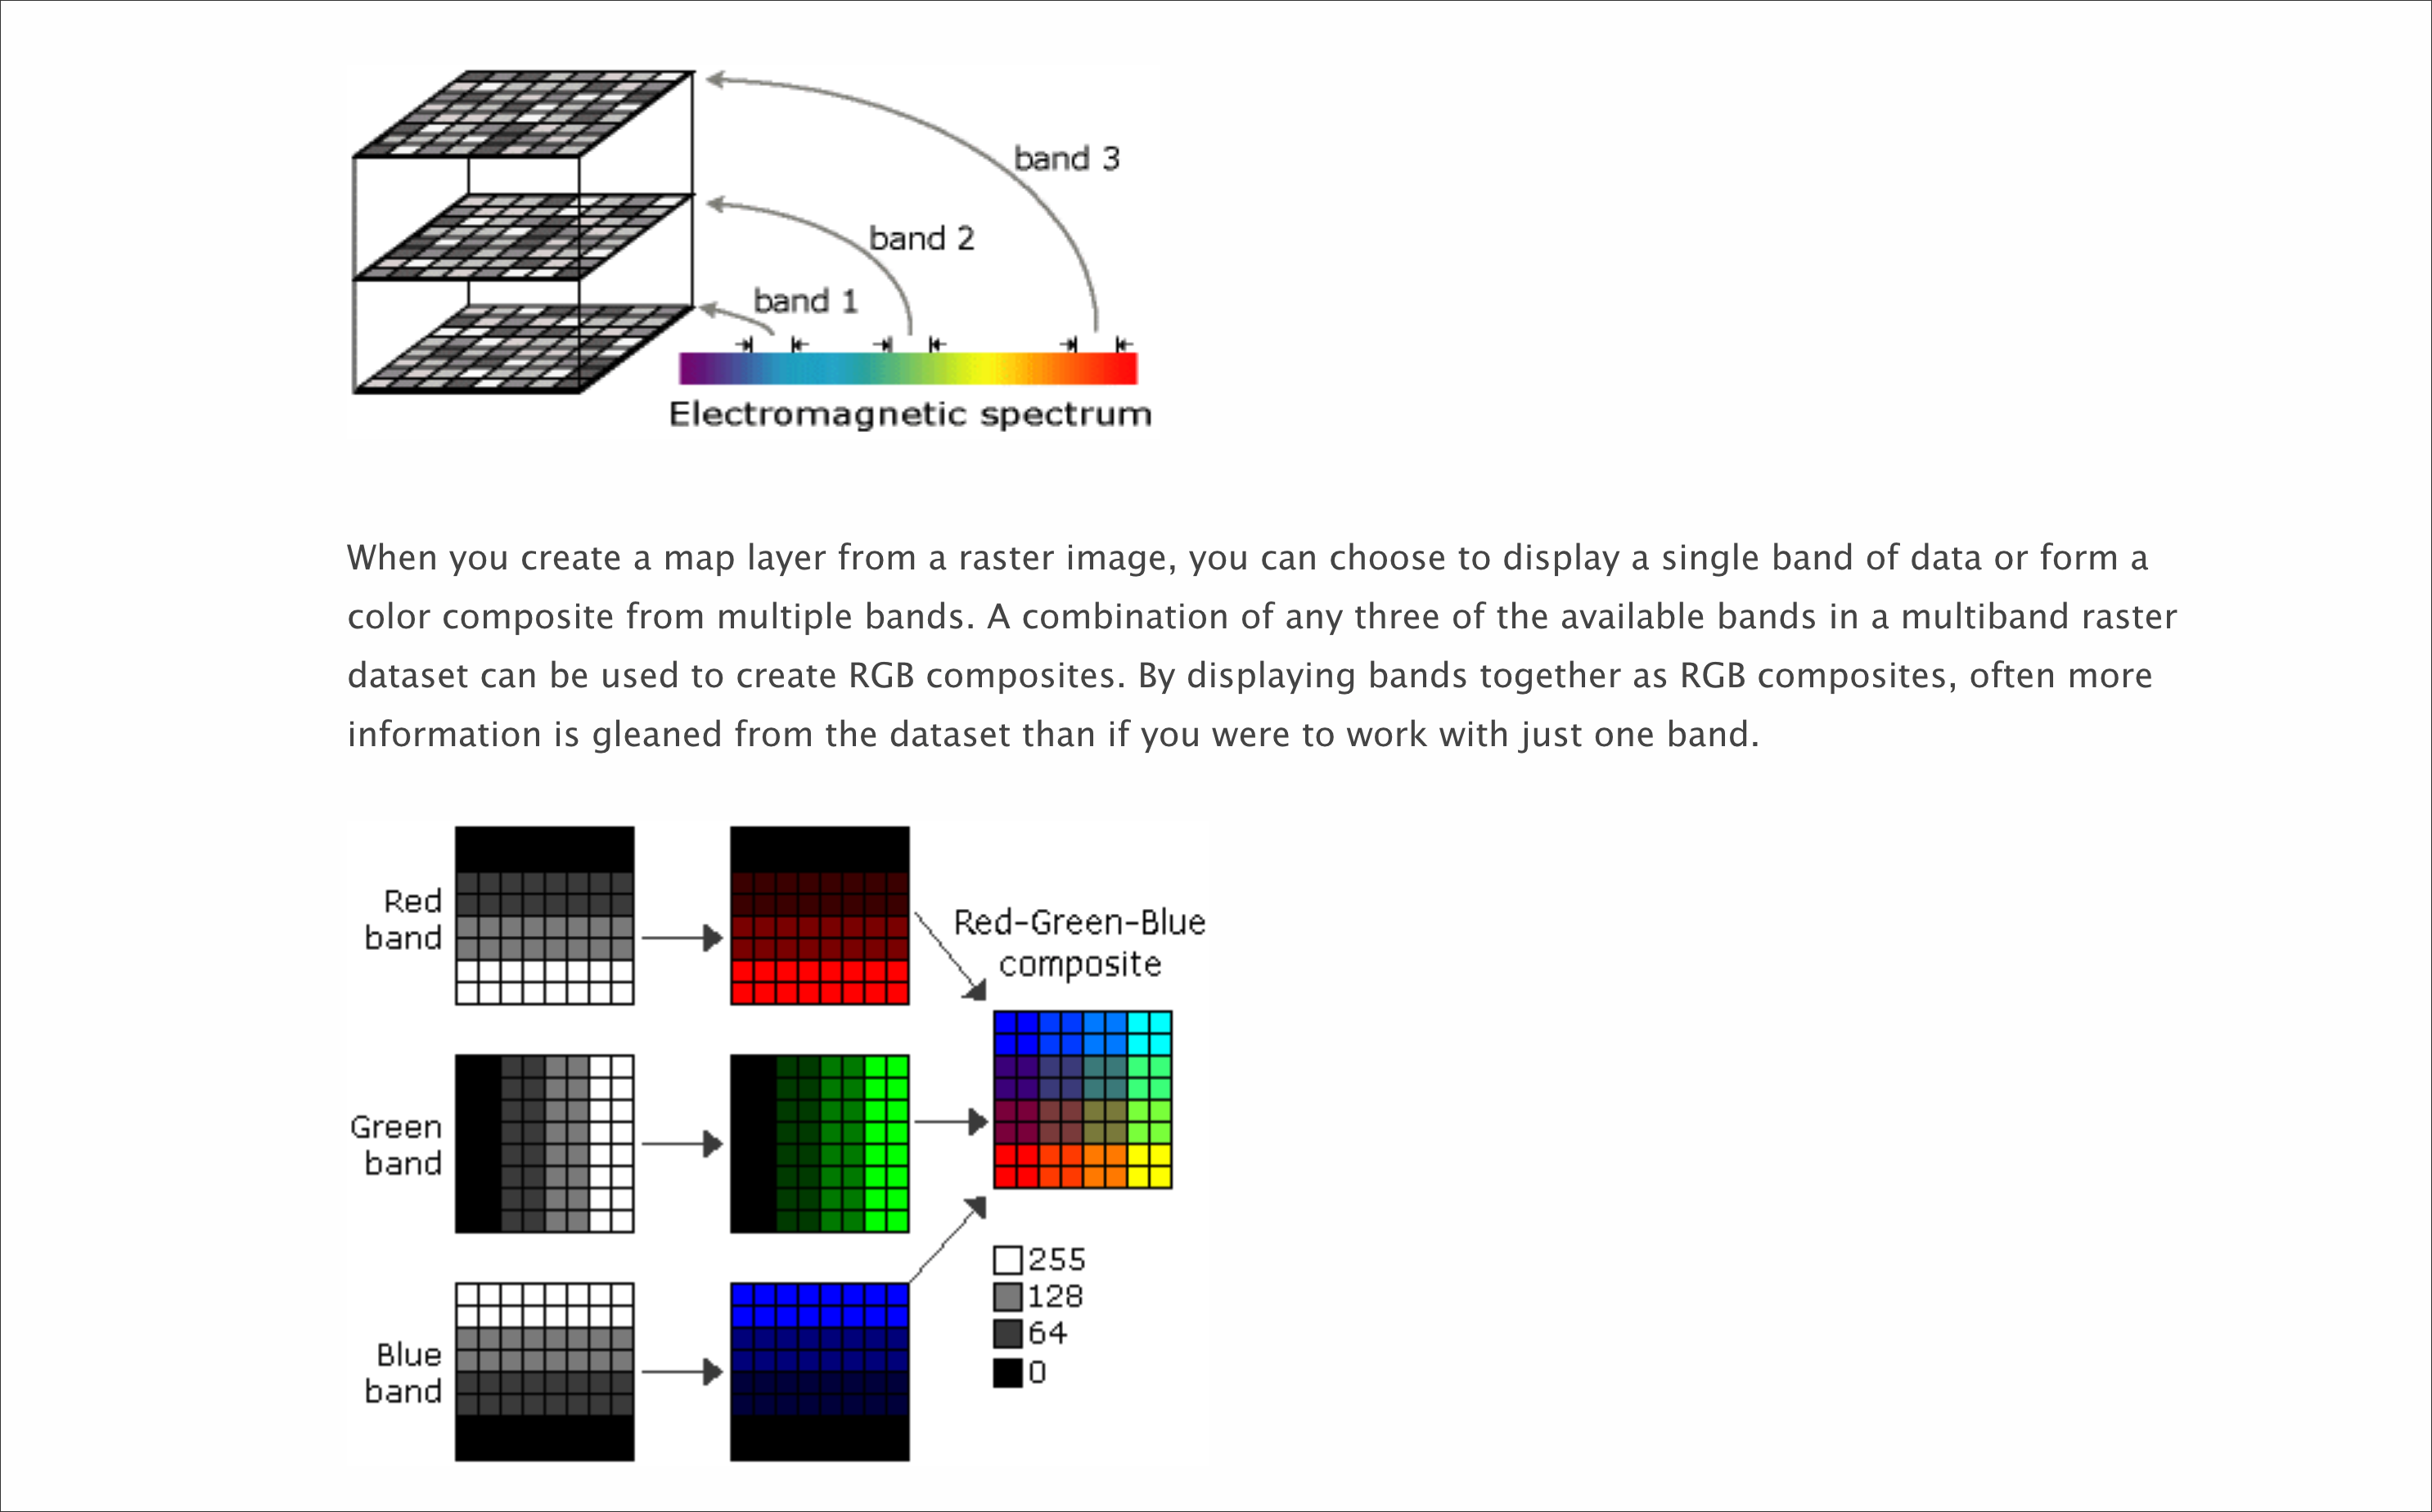 band 3
band 2
band 1
Electromagnetic spectrum
When you create a map layer from a raster image, you can choose to display a single band of data or form a
color composite from multiple bands. A combination of any three of the available bands in a multiband raster
dataset can be used to create RGB composites. By displaying bands together as RGB composites, often more
information is gleaned from the dataset than if you were to work with just one band.
Red
band
Red-Green-Blue
composite
Green
band
Blue
band
255
128
64
0